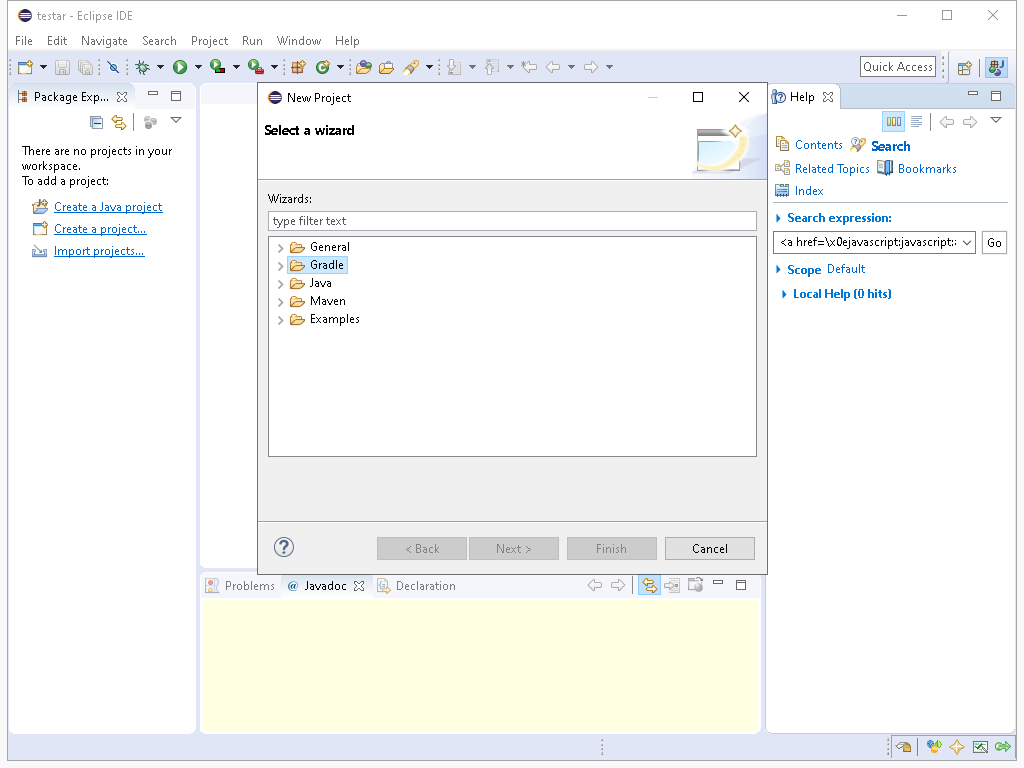 testar - Eclipse IDE
File Edit Navigate Search Project Run Window Help
Quick Access
Package Exp...
There are no projects in your
workspace.
To add a project:
Create a Java project
Create a project...
Import projects...
New Project
Select a wizard
Wizards:
type filter text
General
Gradle
Java
Maven
Examples
< Back Next > Finish Cancel
Problems @ Javadoc Declaration
Help
Contents Search
Related Topics Bookmarks
Index
Search expression:
<a href=\x0ejavascript:javascript:
Go
Scope Default
Local Help (0 hits)